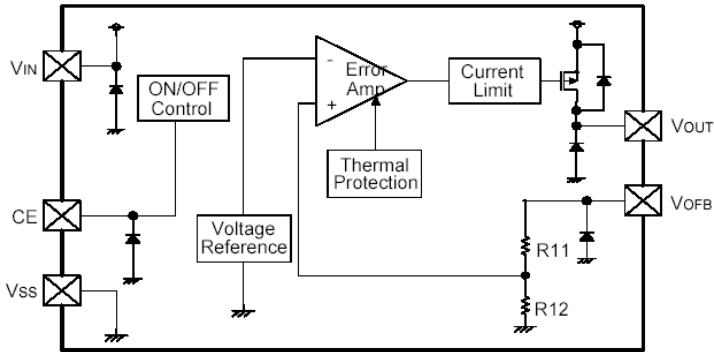 VIN
ON/OFF
Control
-
Error
Amp
+
Current
Limit
VOUT
Thermal
Protection
CE
Voltage
Reference
VOFB
R11
VSS
R12